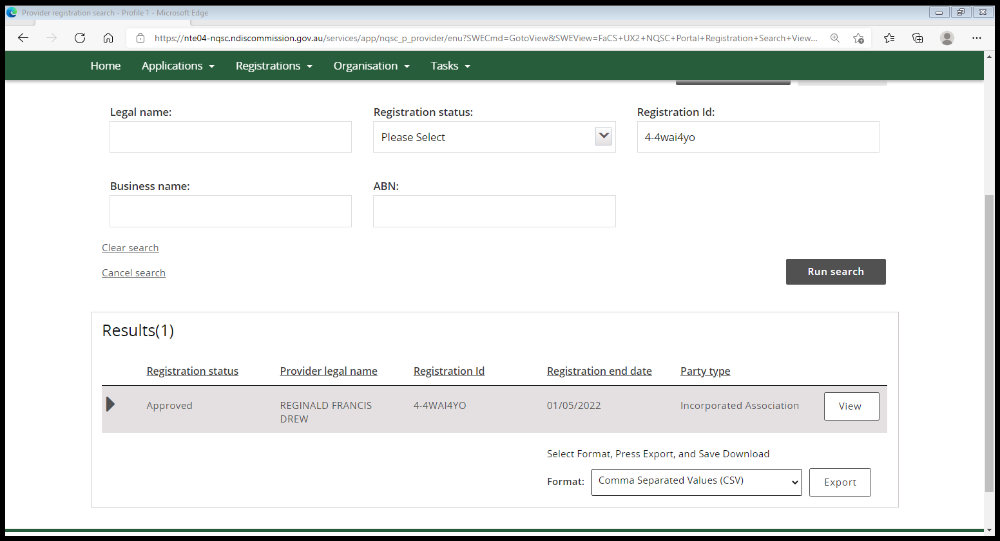 Provider registration search - Profile 1 - Microsoft Edge
https://nte04-nqsc.ndiscommission.gov.au/services/app/nqsc_p_provider/enu?SWECmd=GotoView&SWEView=FaCS+UX2+NQSC+Portal+Registration+Search+View...
Home Applications Registrations Organisation Tasks
Legal name: Registration status: Registration Id:
Please Select 4-4wai4yo
Business name: ABN:
Clear search
Cancel search Run search
Results(1)
Registration status Provider legal name Registration Id Registration end date Party type
Approved REGINALD FRANCIS 4-4WAI4YO 01/05/2022 Incorporated Association View
DREW
Select Format, Press Export, and Save Download
Format: Comma Separated Values (CSV) Export